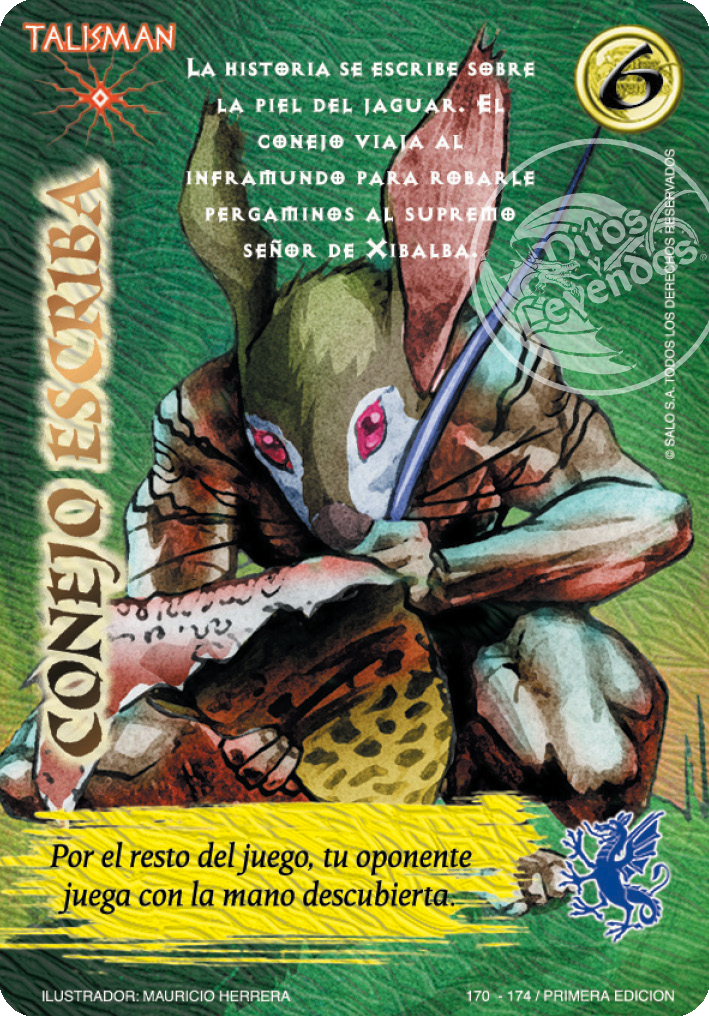 TALISMAN
6
LA HISTORIA SE ESCRIBE SOBRE
LA PIEL DEL JAGUAR. EL
CONEJO VIAJA AL
INFRAMUNDO PARA ROBARLE
PERGAMINOS AL SUPREMO
SEÑOR DE XIBALBA.
Mitos
y
Leyendas
®
© SALO S.A. TODOS LOS DERECHOS RESERVADOS
CONEJO ESCRIBA
Por el resto del juego, tu oponente
juega con la mano descubierta.
ILUSTRADOR: MAURICIO HERRERA
170 - 174 / PRIMERA EDICION